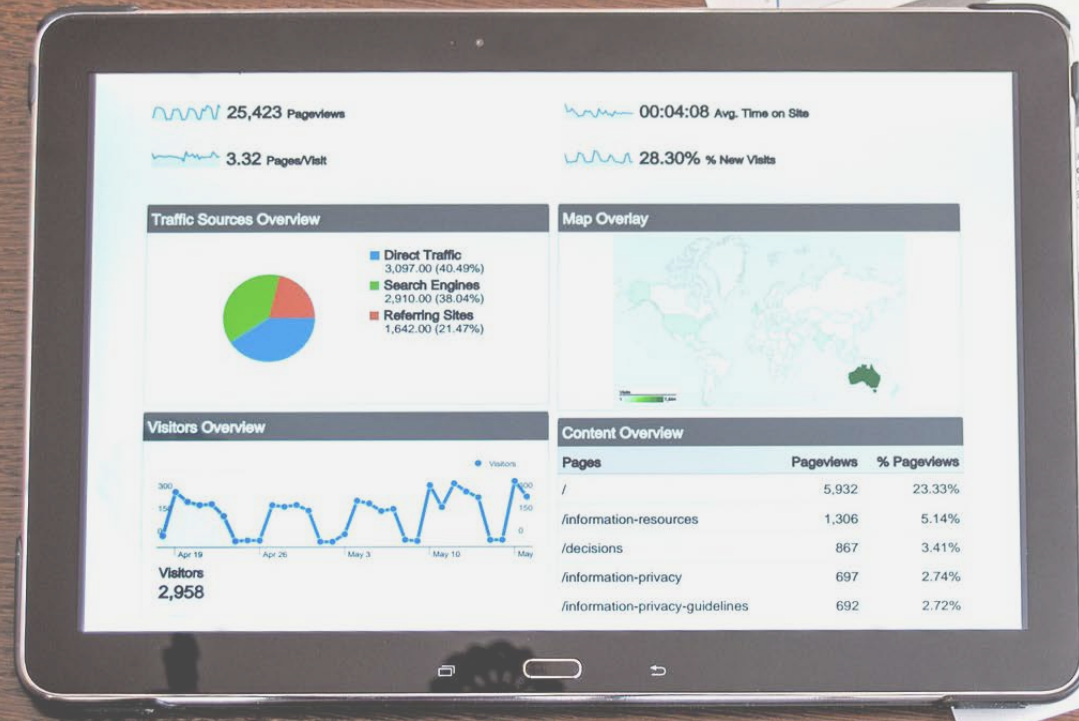 25,423 Pageviews
00:04:08 Avg. Time on Site
3.32 Pages/Visit
28.30% % New Visits
Traffic Sources Overview
Direct Traffic
3,097.00 (40.49%)
Search Engines
2,910.00 (38.04%)
Referring Sites
1,642.00 (21.47%)
Map Overlay
Visitors Overview
Visitors
300
300
150
150
0
0
Apr 19 Apr 26 May 3 May 10 May
Visitors
2,958
Content Overview
Pages Pageviews % Pageviews
/ 5,932 23.33%
/information-resources 1,306 5.14%
/decisions 867 3.41%
/information-privacy 697 2.74%
/information-privacy-guidelines 692 2.72%